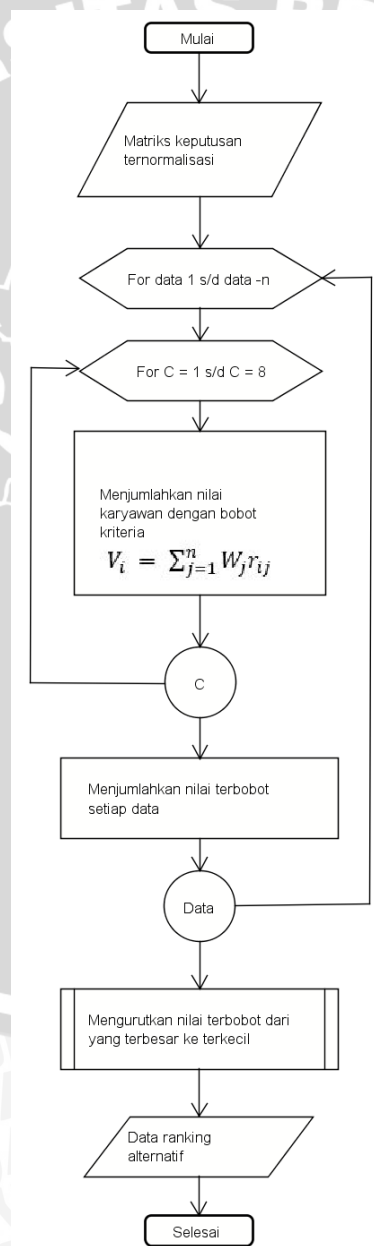 Mulai
Matriks keputusan
ternormalisasi
For data 1 s/d data -n
For C = 1 s/d C = 8
Menjumlahkan nilai
karyawan dengan bobot
kriteria
$V_i = \sum_{j=1}^{n} W_j r_{ij}$
C
Menjumlahkan nilai terbobot
setiap data
Data
Mengurutkan nilai terbobot dari
yang terbesar ke terkecil
Data ranking
alternatif
Selesai